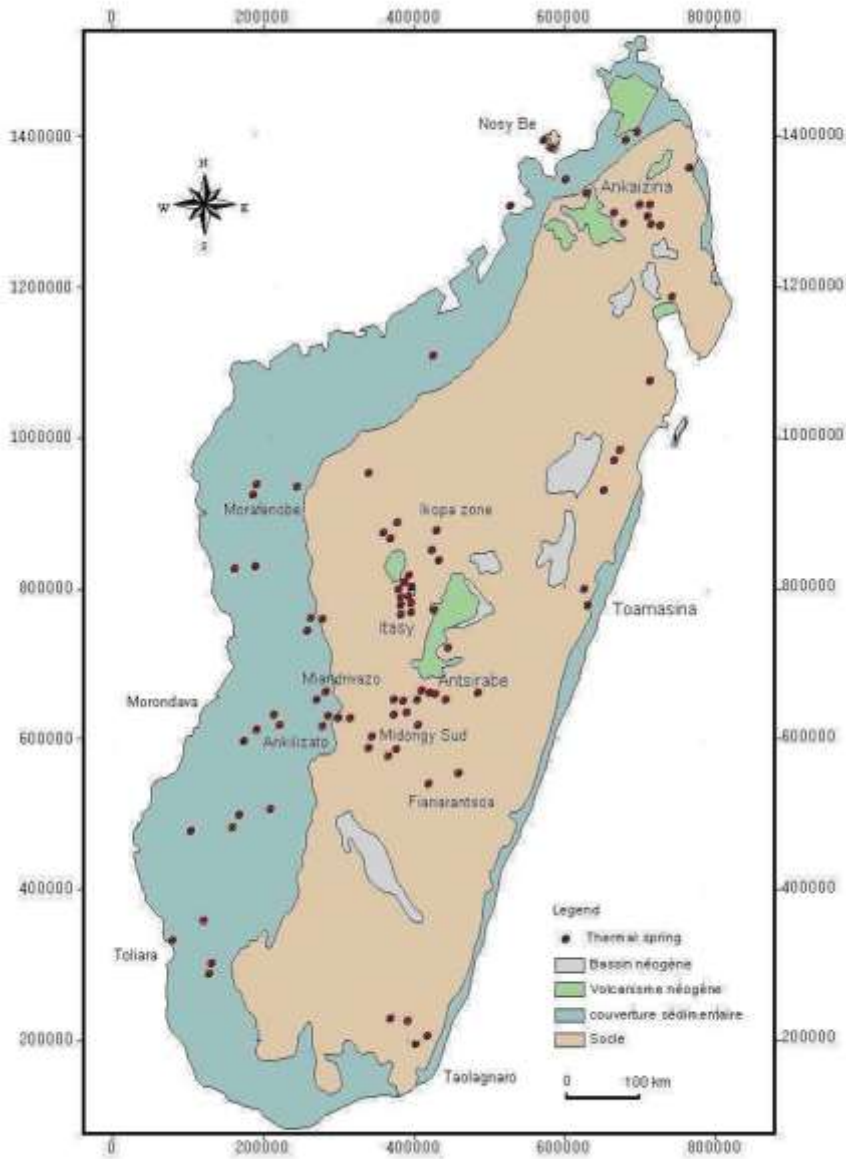 0 200000 400000 600000 800000
1400000 1400000
Nosy Be
N
W E
S
Ankaizina
1200000 1200000
1000000 1000000
Morafenobe
Ikopa zone
800000 800000
Toamasina
Itasy
Miandrivazo
Antsirabe
Morondava
600000 600000
Ankilizato
Midongy Sud
Fianarantsoa
400000 400000
Legend
Thermal spring
Toliara
Bassin néogène
Volcanisme néogène
couverture sédimentaire
200000 200000
Socle
Taolagnaro
0 100 km
0 200000 400000 600000 800000